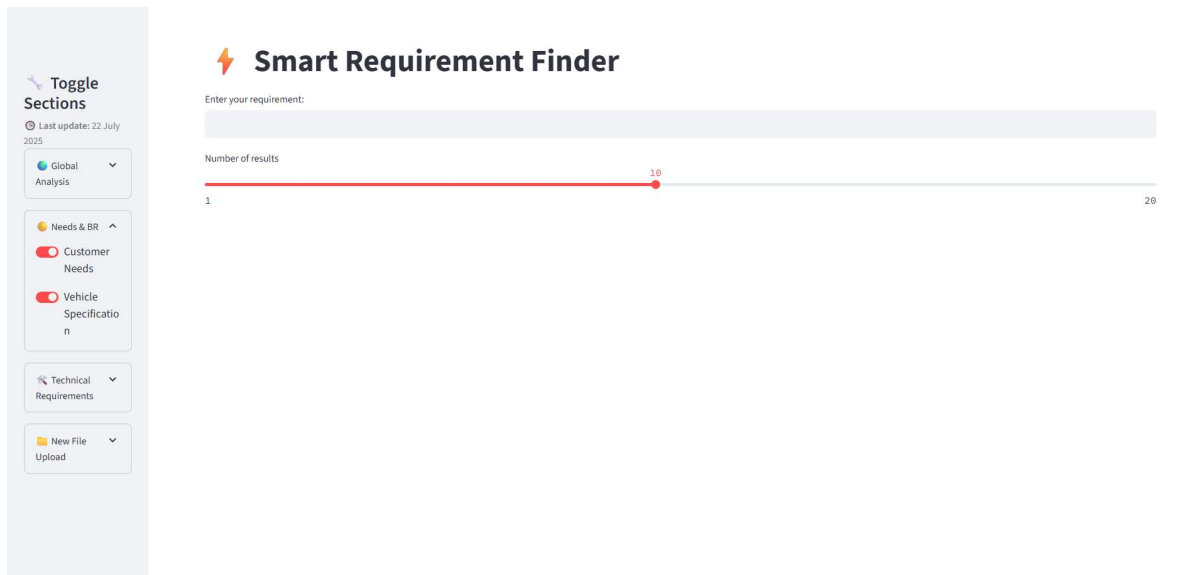 Toggle
Sections
Last update: 22 July
2025
Global
Analysis
Needs & BR
Customer
Needs
Vehicle
Specificatio
n
Technical
Requirements
New File
Upload
Smart Requirement Finder
Enter your requirement:
Number of results
10
1
20